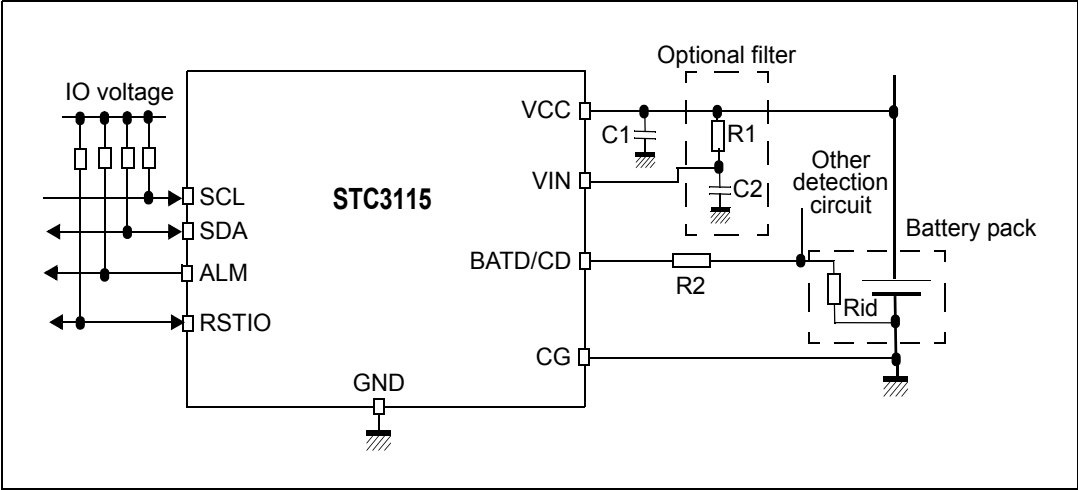 Optional filter
IO voltage
VCC
C1
R1
VIN
STC3115
C2
Other
detection
circuit
SCL
SDA
Battery pack
BATD/CD
ALM
R2
Rid
RSTIO
CG
GND